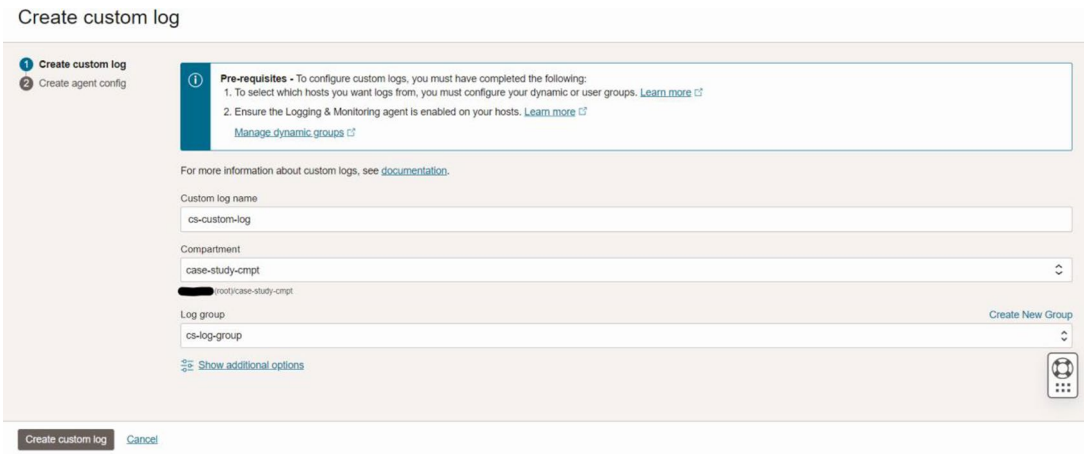 Create custom log
1 Create custom log
2 Create agent config
Pre-requisites - To configure custom logs, you must have completed the following:
1. To select which hosts you want logs from, you must configure your dynamic or user groups. Learn more
2. Ensure the Logging & Monitoring agent is enabled on your hosts. Learn more
Manage dynamic groups
For more information about custom logs, see documentation.
Custom log name
cs-custom-log
Compartment
case-study-cmpt
(root)/case-study-cmpt
Log group Create New Group
cs-log-group
Show additional options
Create custom log Cancel